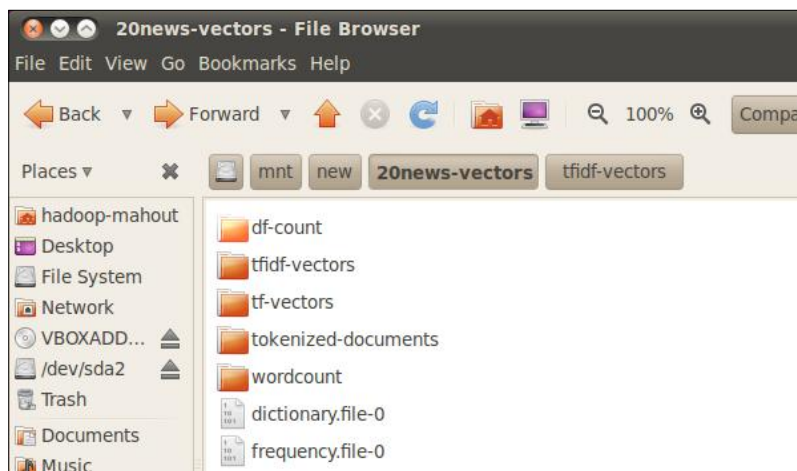 20news-vectors - File Browser
File Edit View Go Bookmarks Help
Back Forward 100% Compa
Places
mnt new 20news-vectors tfidf-vectors
hadoop-mahout
Desktop
File System
Network
VBOXADD...
/dev/sda2
Trash
Documents
Music
df-count
tfidf-vectors
tf-vectors
tokenized-documents
wordcount
dictionary.file-0
frequency.file-0